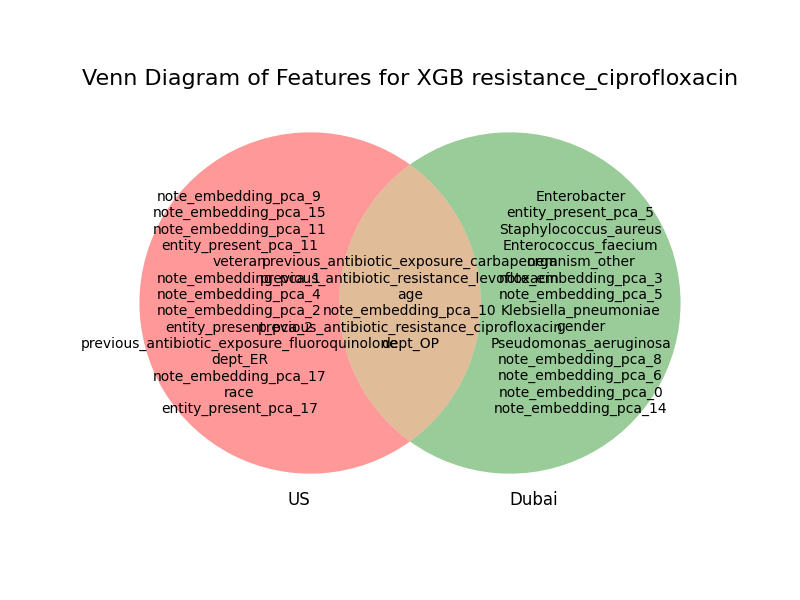 Venn Diagram of Features for XGB resistance_ciprofloxacin
note_embedding_pca_9
note_embedding_pca_15
note_embedding_pca_11
entity_present_pca_11
veteran
note_embedding_pca_1
note_embedding_pca_4
note_embedding_pca_2
entity_present_pca_2
previous_antibiotic_exposure_fluoroquinolone
dept_ER
note_embedding_pca_17
race
entity_present_pca_17
previous_antibiotic_exposure_carbapenem
previous_antibiotic_resistance_levofloxacin
age
note_embedding_pca_10
previous_antibiotic_resistance_ciprofloxacin
dept_OP
Enterobacter
entity_present_pca_5
Staphylococcus_aureus
Enterococcus_faecium
organism_other
note_embedding_pca_3
note_embedding_pca_5
Klebsiella_pneumoniae
gender
Pseudomonas_aeruginosa
note_embedding_pca_8
note_embedding_pca_6
note_embedding_pca_0
note_embedding_pca_14
US
Dubai